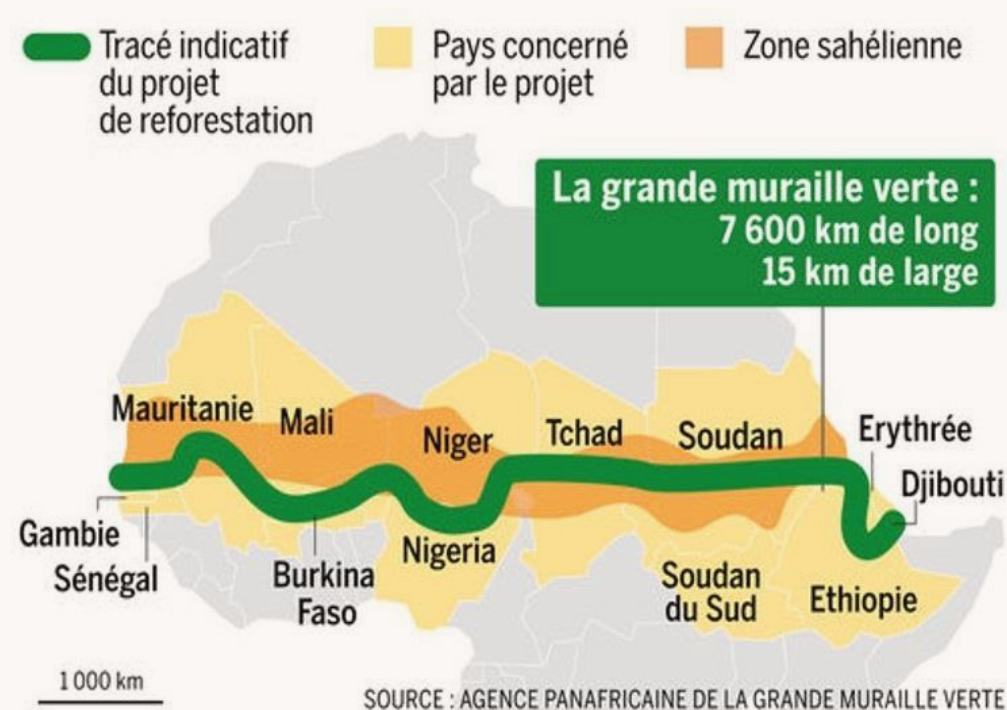 Tracé indicatif
du projet
de reforestation
Pays concerné
par le projet
Zone sahélienne
La grande muraille verte :
7 600 km de long
15 km de large
Mauritanie
Mali
Niger
Tchad
Soudan
Erythrée
Djibouti
Gambie
Sénégal
Burkina
Faso
Nigeria
Soudan
du Sud
Ethiopie
1 000 km
SOURCE : AGENCE PANAFRICAINE DE LA GRANDE MURAILLE VERTE